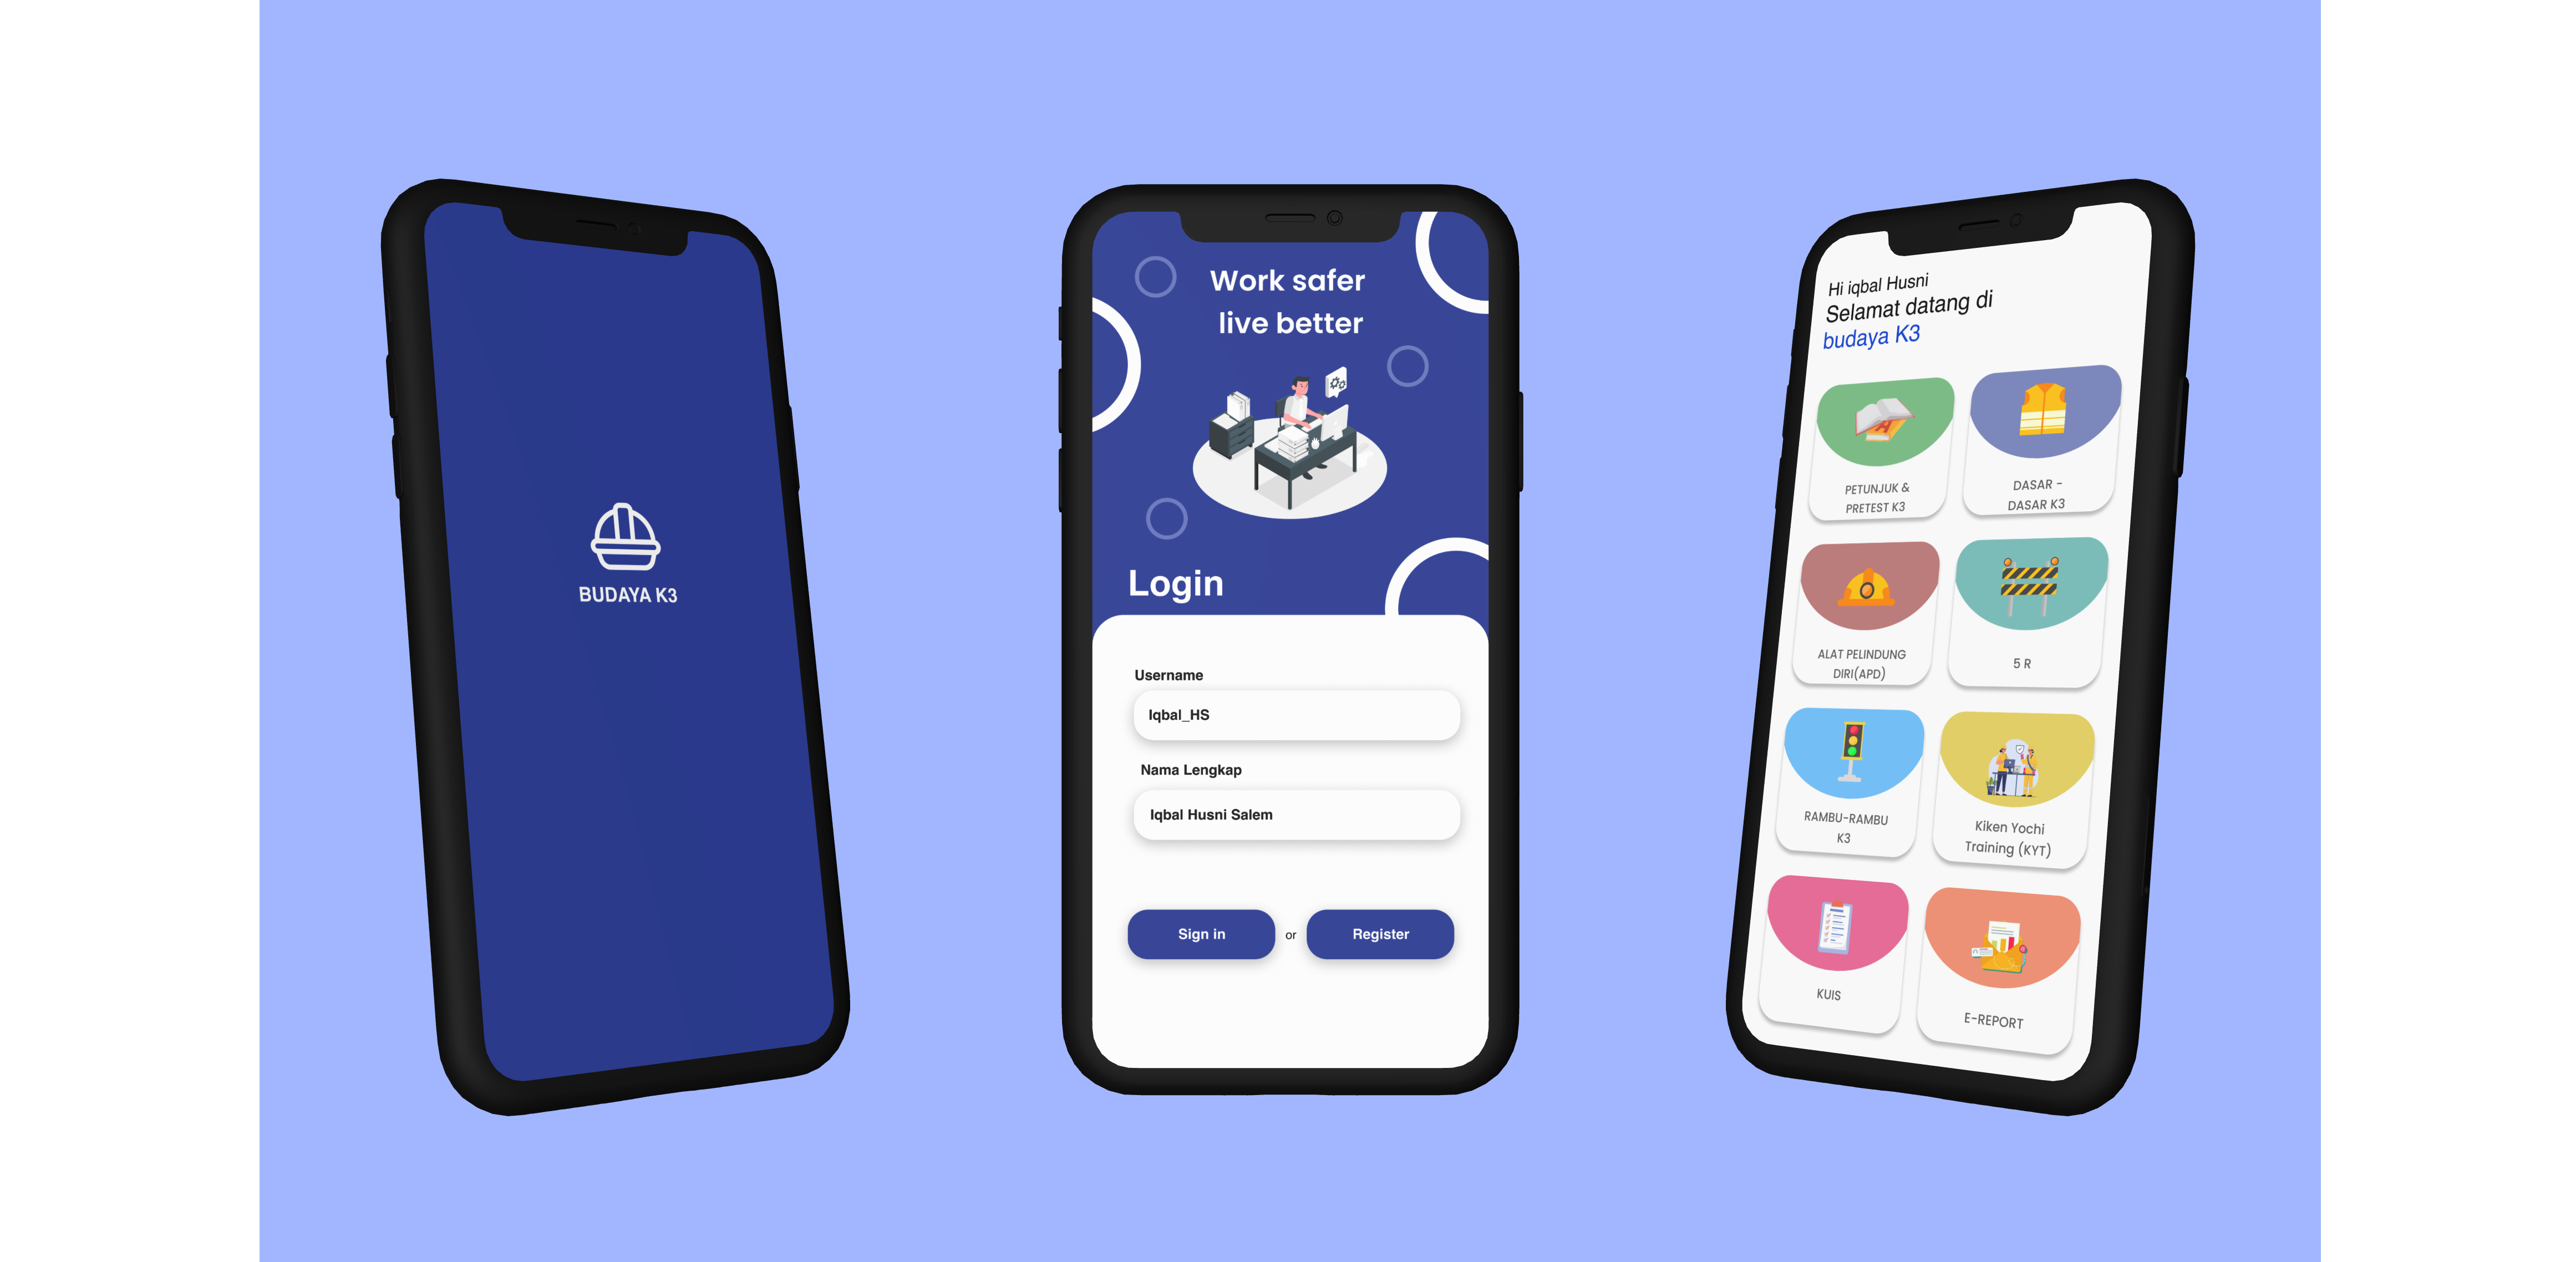 BUDAYA K3
Work safer
live better
Login
Username
Iqbal_HS
Nama Lengkap
Iqbal Husni Salem
Sign in or Register
Hi iqbal Husni
Selamat datang di
budaya K3
PETUNJUK &
PRETEST K3
DASAR -
DASAR K3
ALAT PELINDUNG
DIRI(APD)
5 R
RAMBU-RAMBU
K3
Kiken Yochi
Training (KYT)
KUIS
E-REPORT